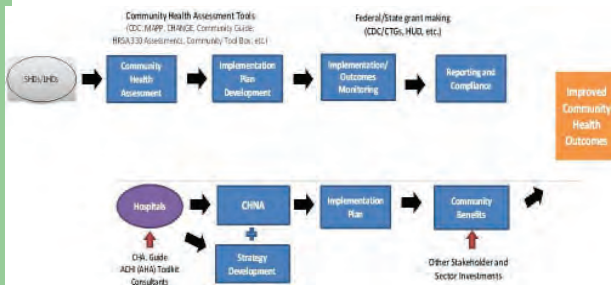 Community Health Assessment Tools
(CDC, MAPP, CHANGE, Community Guide,
HRSA 330 Assessments, Community Tool Box, etc.)
Federal/State grant making
(CDC/CTGs, HUD, etc.)
SHDs/LHDs
Community
Health
Assessment
Implementation
Plan
Development
Implementation/
Outcomes
Monitoring
Reporting and
Compliance
Improved
Community
Health
Outcomes
Hospitals
CHNA
Implementation
Plan
Community
Benefits
Strategy
Development
CHA Guide
ACHI (AHA) Toolkit
Consultants
Other Stakeholder and
Sector Investments